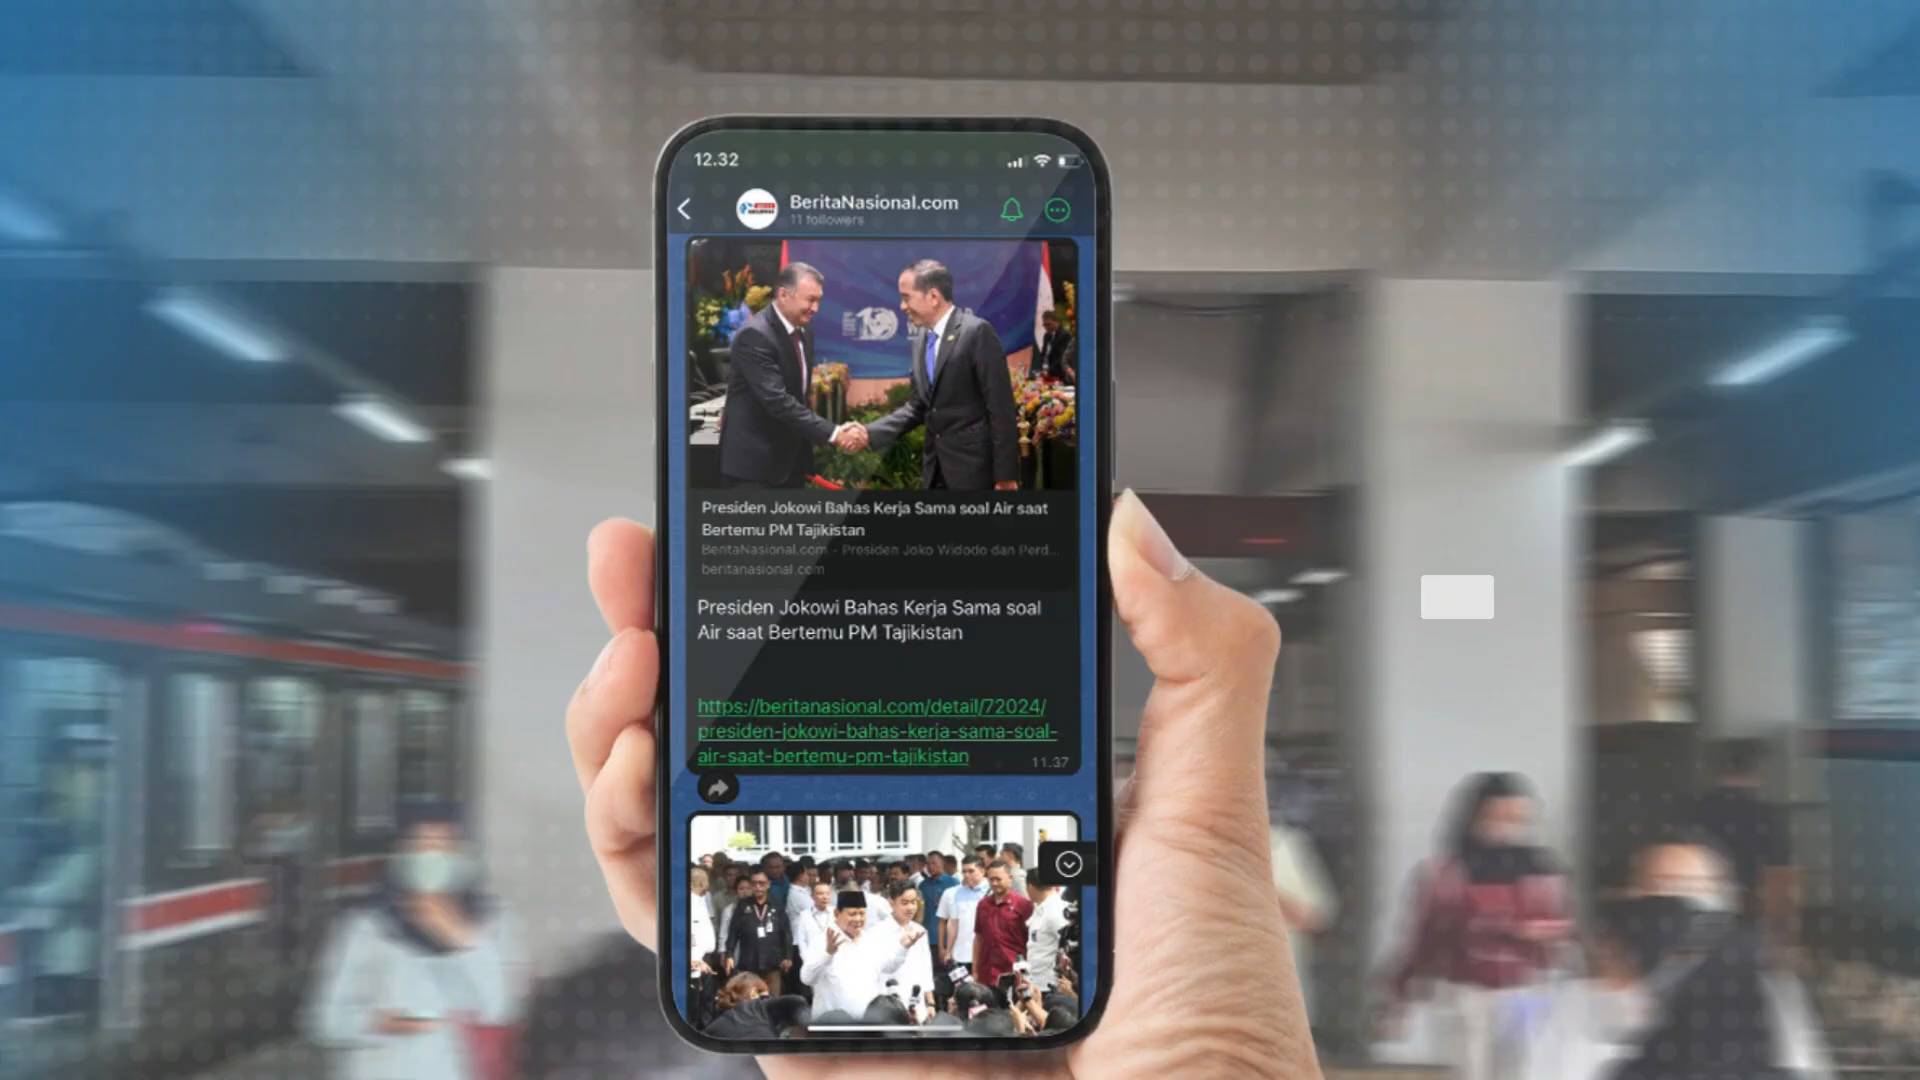 12.32
BeritaNasional.com
11 followers
10
Presiden Jokowi Bahas Kerja Sama soal Air saat
Bertemu PM Tajikistan
BeritaNasional.com - Presiden Joko Widodo dan Perd...
beritanasional.com
Presiden Jokowi Bahas Kerja Sama soal
Air saat Bertemu PM Tajikistan
https://beritanasional.com/detail/72024/
presiden-jokowi-bahas-kerja-sama-soal-
air-saat-bertemu-pm-tajikistan
11.37